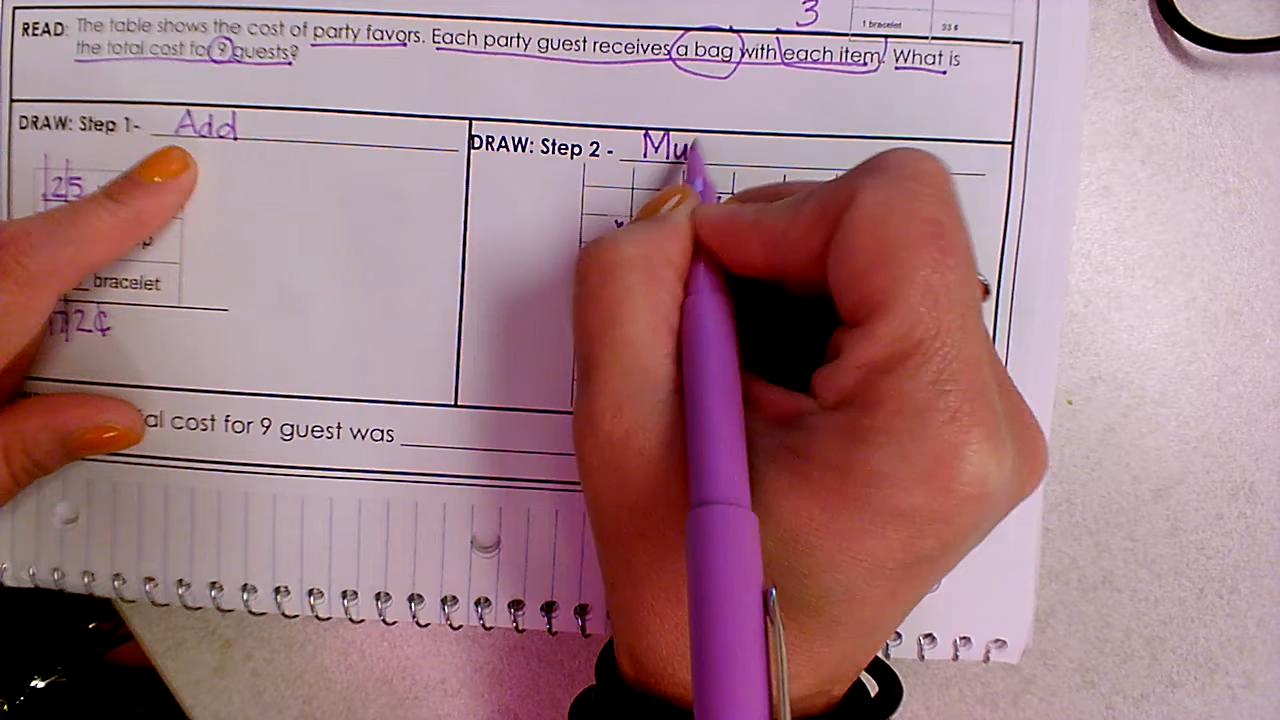 3
1 bracelet 35¢
READ: The table shows the cost of party favors. Each party guest receives a bag with each item. What is
the total cost for 9 guests?
DRAW: Step 1- Add
DRAW: Step 2 - Mu
25
bracelet
172¢
al cost for 9 guest was